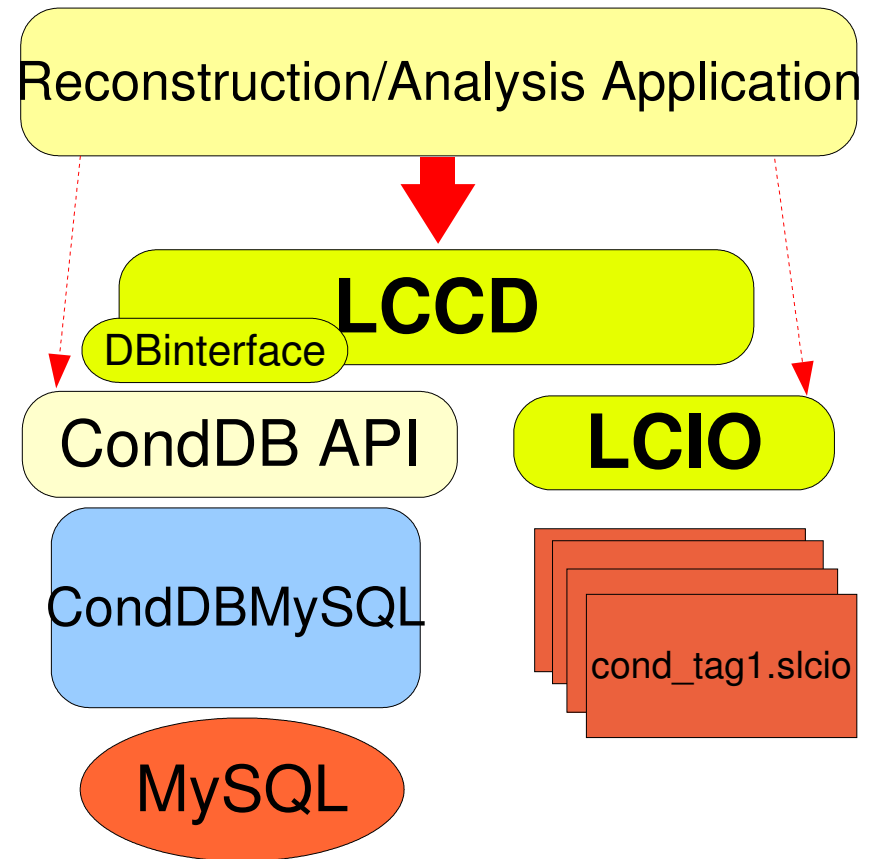 Reconstruction/Analysis Application
LCCD
DBinterface
CondDB API
LCIO
CondDBMySQL
cond_tag1.slcio
MySQL